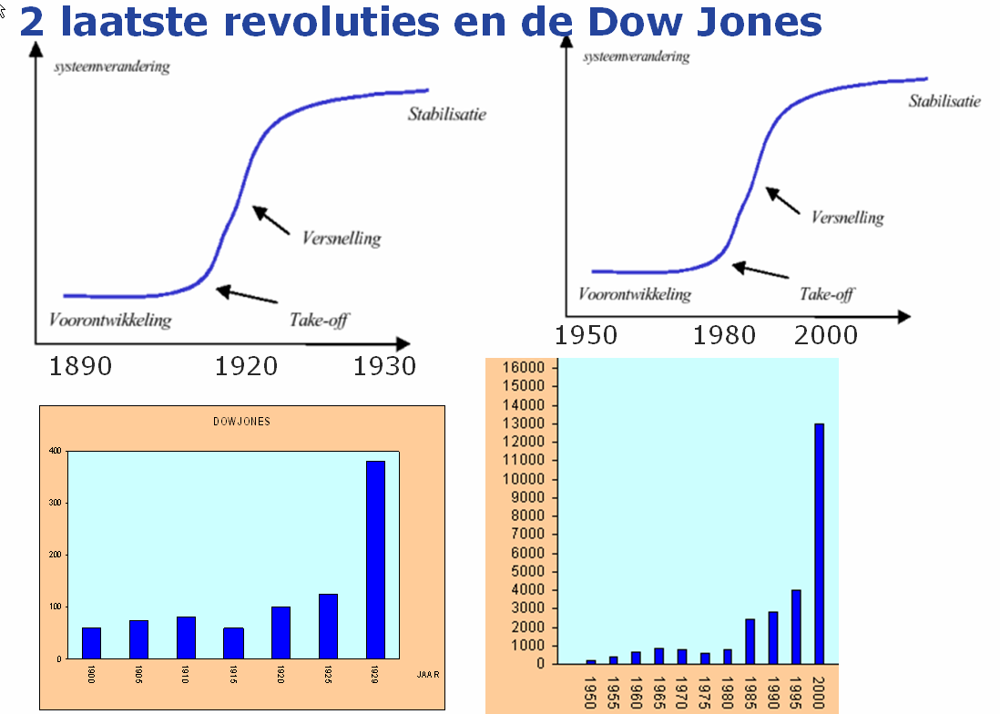 2 laatste revoluties en de Dow Jones
systeemverandering
Stabilisatie
Versnelling
Voorontwikkeling
Take-off
1890 1920 1930
systeemverandering
Stabilisatie
Versnelling
Voorontwikkeling
Take-off
1950 1980 2000
DOWJONES
400
300
200
100
0
1900 1905 1910 1915 1920 1925 1929
JAAR
16000
15000
14000
13000
12000
11000
10000
9000
8000
7000
6000
5000
4000
3000
2000
1000
0
1950 1955 1960 1965 1970 1975 1980 1985 1990 1995 2000